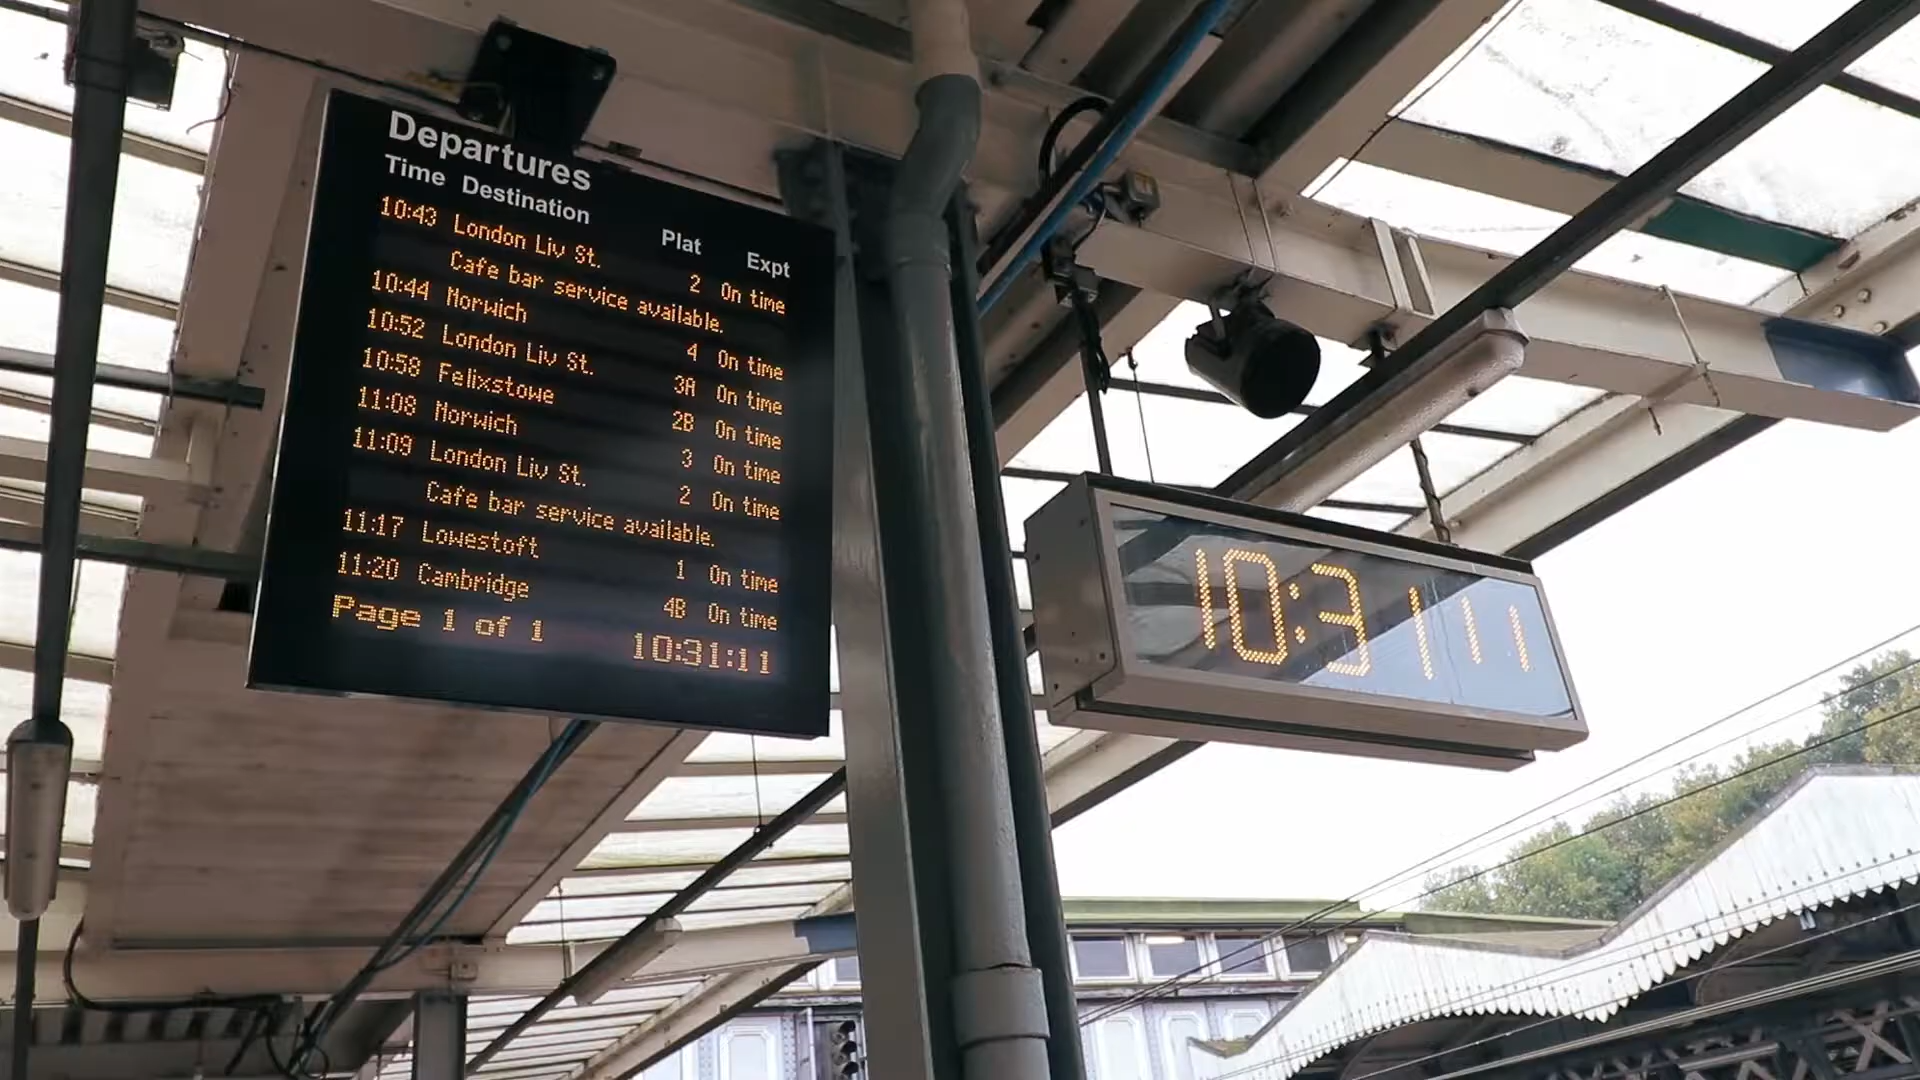 Departures
Time Destination Plat Expt
10:43 London Liv St. 2 On time
Cafe bar service available.
10:44 Norwich 4 On time
10:52 London Liv St. 3A On time
10:58 Felixstowe 2B On time
11:08 Norwich 3 On time
11:09 London Liv St. 2 On time
Cafe bar service available.
11:17 Lowestoft 1 On time
11:20 Cambridge 4B On time
Page 1 of 1 10:31:11
10:31 11